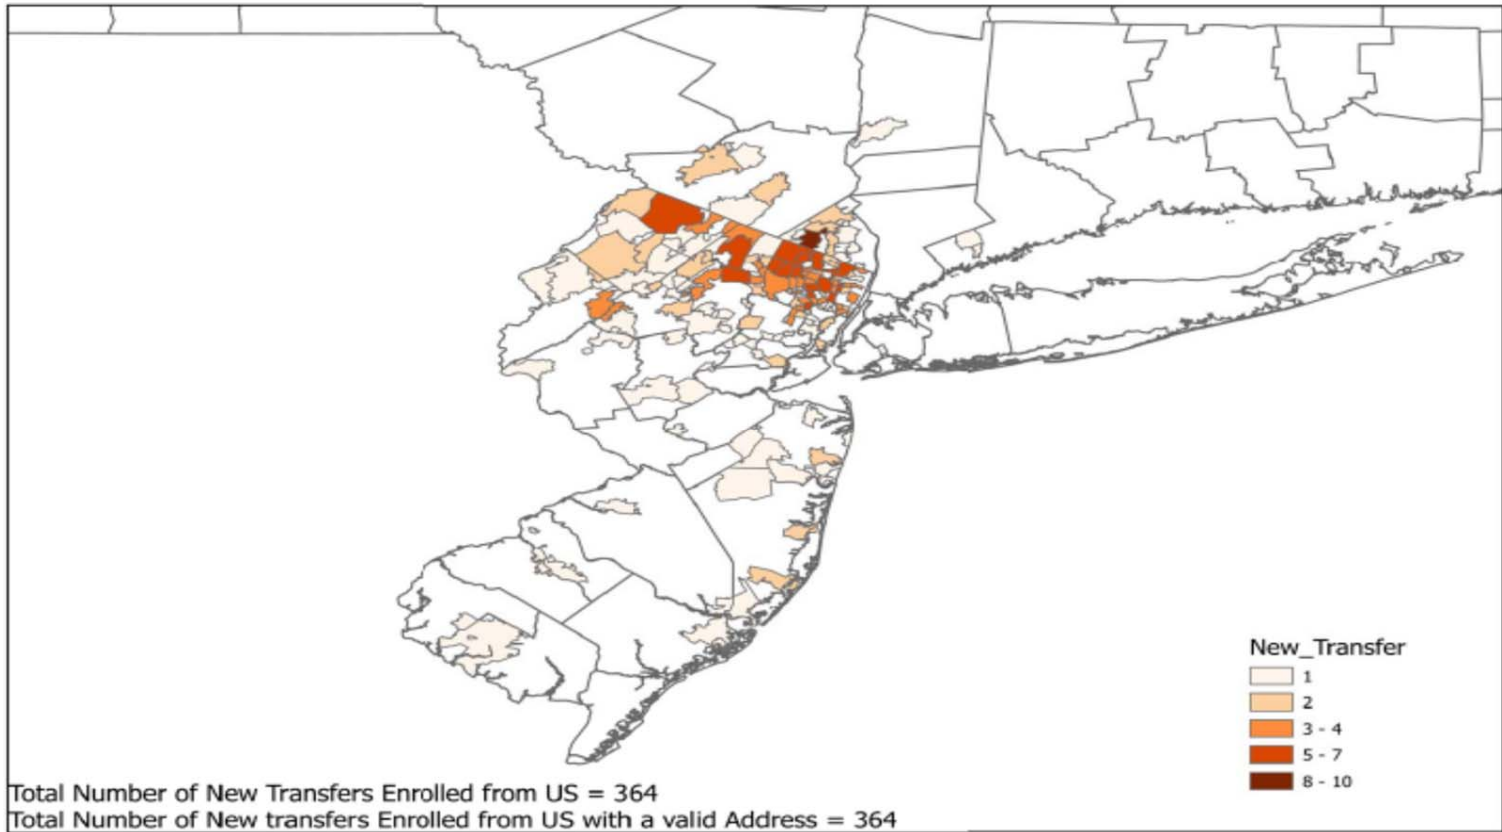 New_Transfer
1
2
3 - 4
5 - 7
8 - 10
Total Number of New Transfers Enrolled from US = 364
Total Number of New transfers Enrolled from US with a valid Address = 364